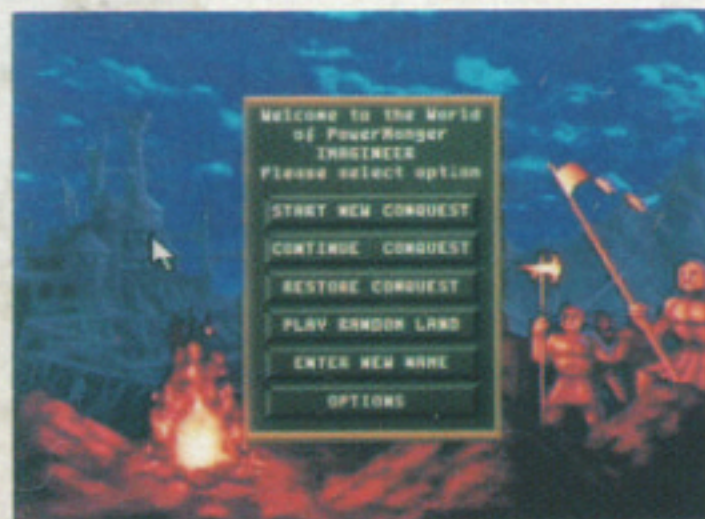 Welcome to the World
of PowerMonger
IMAGINEER
Please select option
START NEW CONQUEST
CONTINUE CONQUEST
RESTORE CONQUEST
PLAY RANDOM LAND
ENTER NEW NAME
OPTIONS